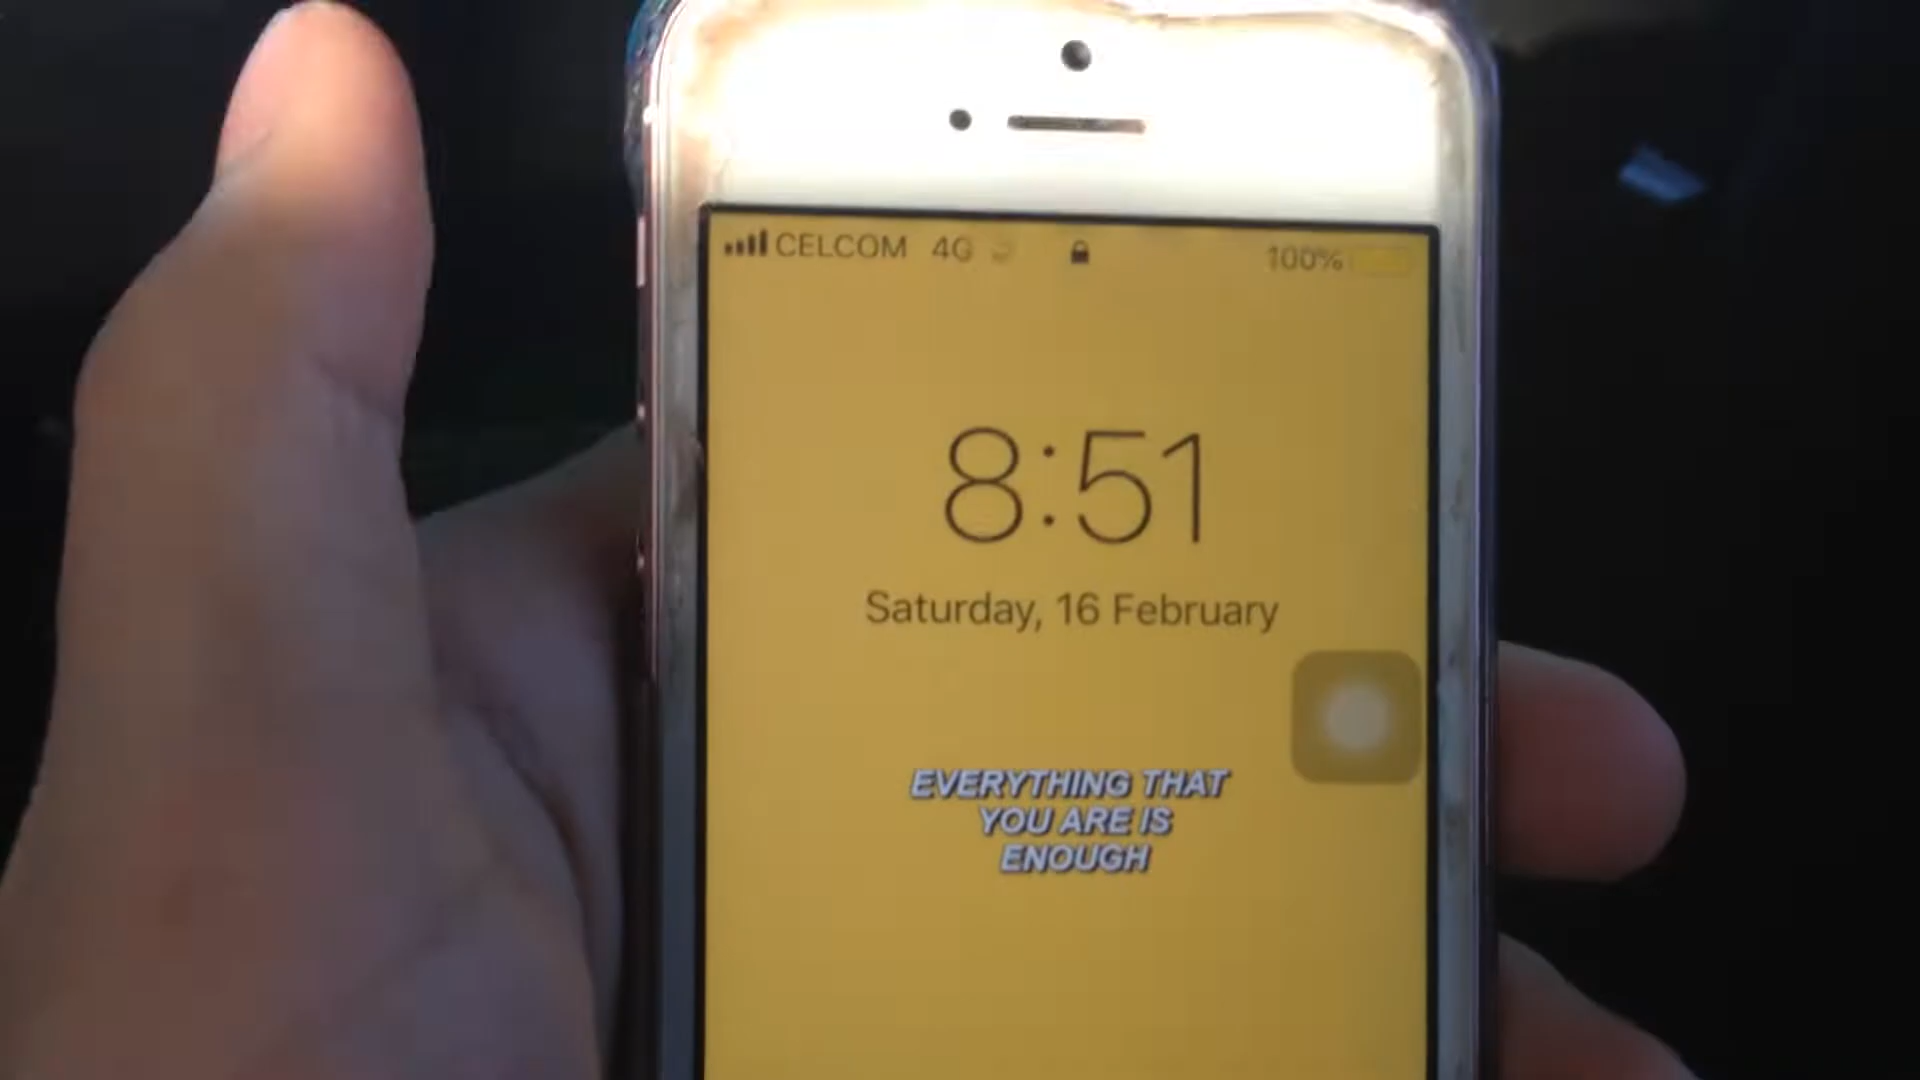 CELCOM 4G 100%
8:51
Saturday, 16 February
EVERYTHING THAT
YOU ARE IS
ENOUGH